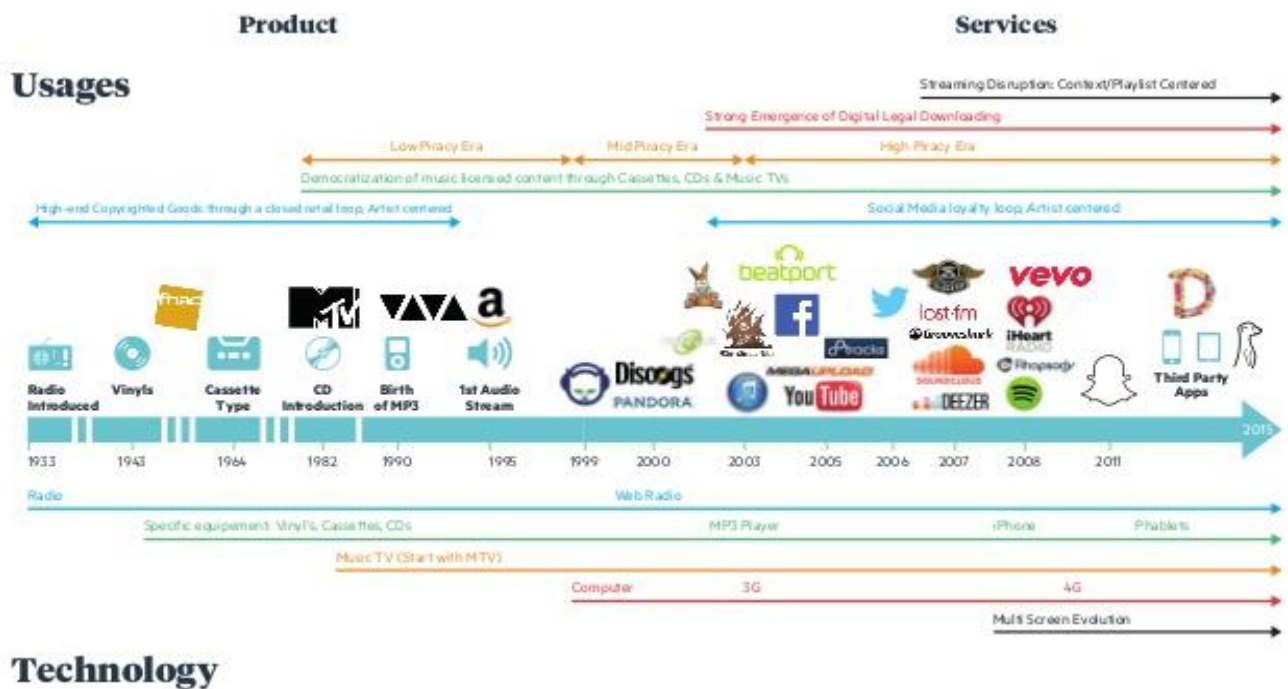 Product
Services
Usages
Streaming Disruption: Context/Playlist Centered
Strong Emergence of Digital Legal Downloading
Low Piracy Era
Mid Piracy Era
High Piracy Era
Democratization of music licensed content through Cassettes, CDs & Music TVs
High-end Copyrighted Goods through a closed retail loop, Artist centered
Social Media loyalty loop, Artist centered
fnac
MTV
VIVA
a
beatport
f
vevo
lost.fm
Grooveshark
iHeart
RADIO
8tracks
Discogs
PANDORA
MEGAUPLOAD
YouTube
SOUNDCLOUD
DEEZER
Rhapsody
Radio
Introduced
Vinyls
Cassette
Type
CD
Introduction
Birth
of MP3
1st Audio
Stream
Third Party
Apps
2015
1933
1943
1964
1982
1990
1995
1999
2000
2003
2005
2006
2007
2008
2011
Radio
Web Radio
Specific equipement: Vinyl's, Cassettes, CDs
MP3 Player
iPhone
Phablets
Music TV (Start with MTV)
Computer
3G
4G
Multi Screen Evolution
Technology